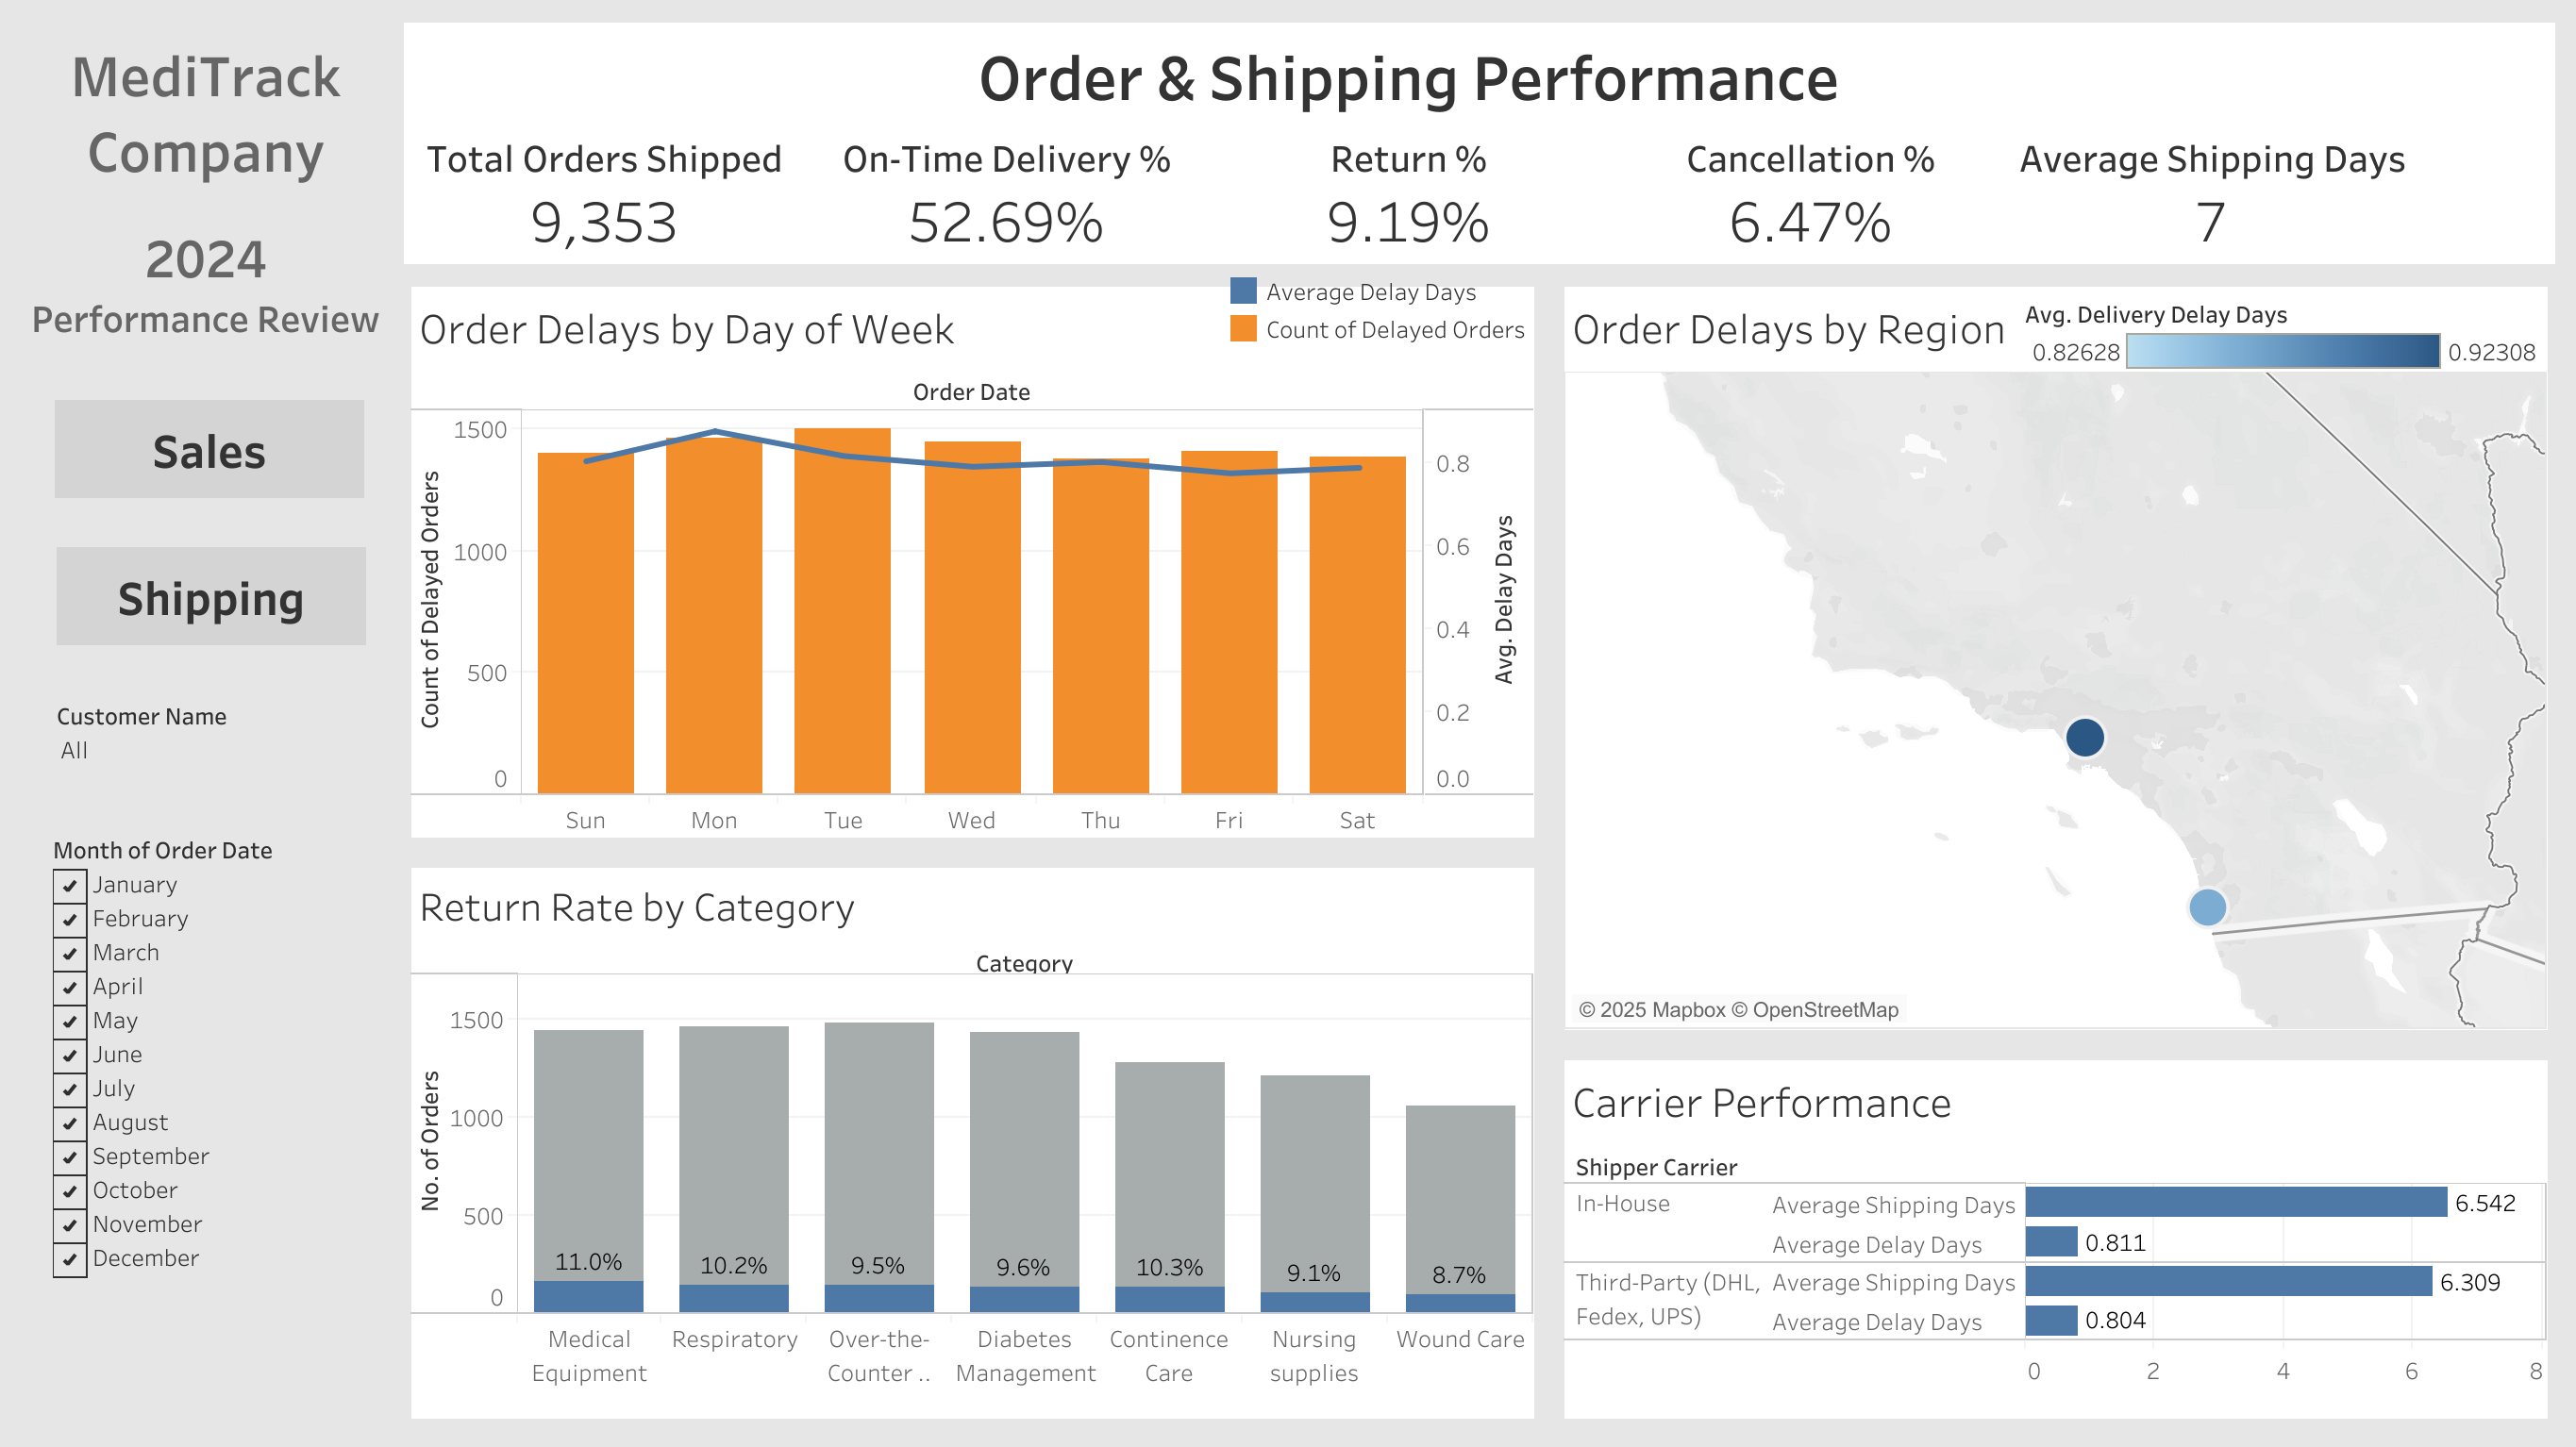 MediTrack
Company
2024
Performance Review
Sales
Shipping
Customer Name
All
Month of Order Date
January
February
March
April
May
June
July
August
September
October
November
December
Order & Shipping Performance
Total Orders Shipped
9,353
On-Time Delivery %
52.69%
Return %
9.19%
Cancellation %
6.47%
Average Shipping Days
7
Order Delays by Day of Week
Average Delay Days
Count of Delayed Orders
Order Date
Count of Delayed Orders
1500
1000
500
0
Avg. Delay Days
0.8
0.6
0.4
0.2
0.0
Sun
Mon
Tue
Wed
Thu
Fri
Sat
Order Delays by Region
Avg. Delivery Delay Days
0.82628
0.92308
© 2025 Mapbox © OpenStreetMap
Return Rate by Category
Category
No. of Orders
1500
1000
500
0
11.0%
10.2%
9.5%
9.6%
10.3%
9.1%
8.7%
Medical
Equipment
Respiratory
Over-the-
Counter ..
Diabetes
Management
Continence
Care
Nursing
supplies
Wound Care
Carrier Performance
Shipper Carrier
In-House
Average Shipping Days
6.542
Average Delay Days
0.811
Third-Party (DHL,
Fedex, UPS)
Average Shipping Days
6.309
Average Delay Days
0.804
0
2
4
6
8